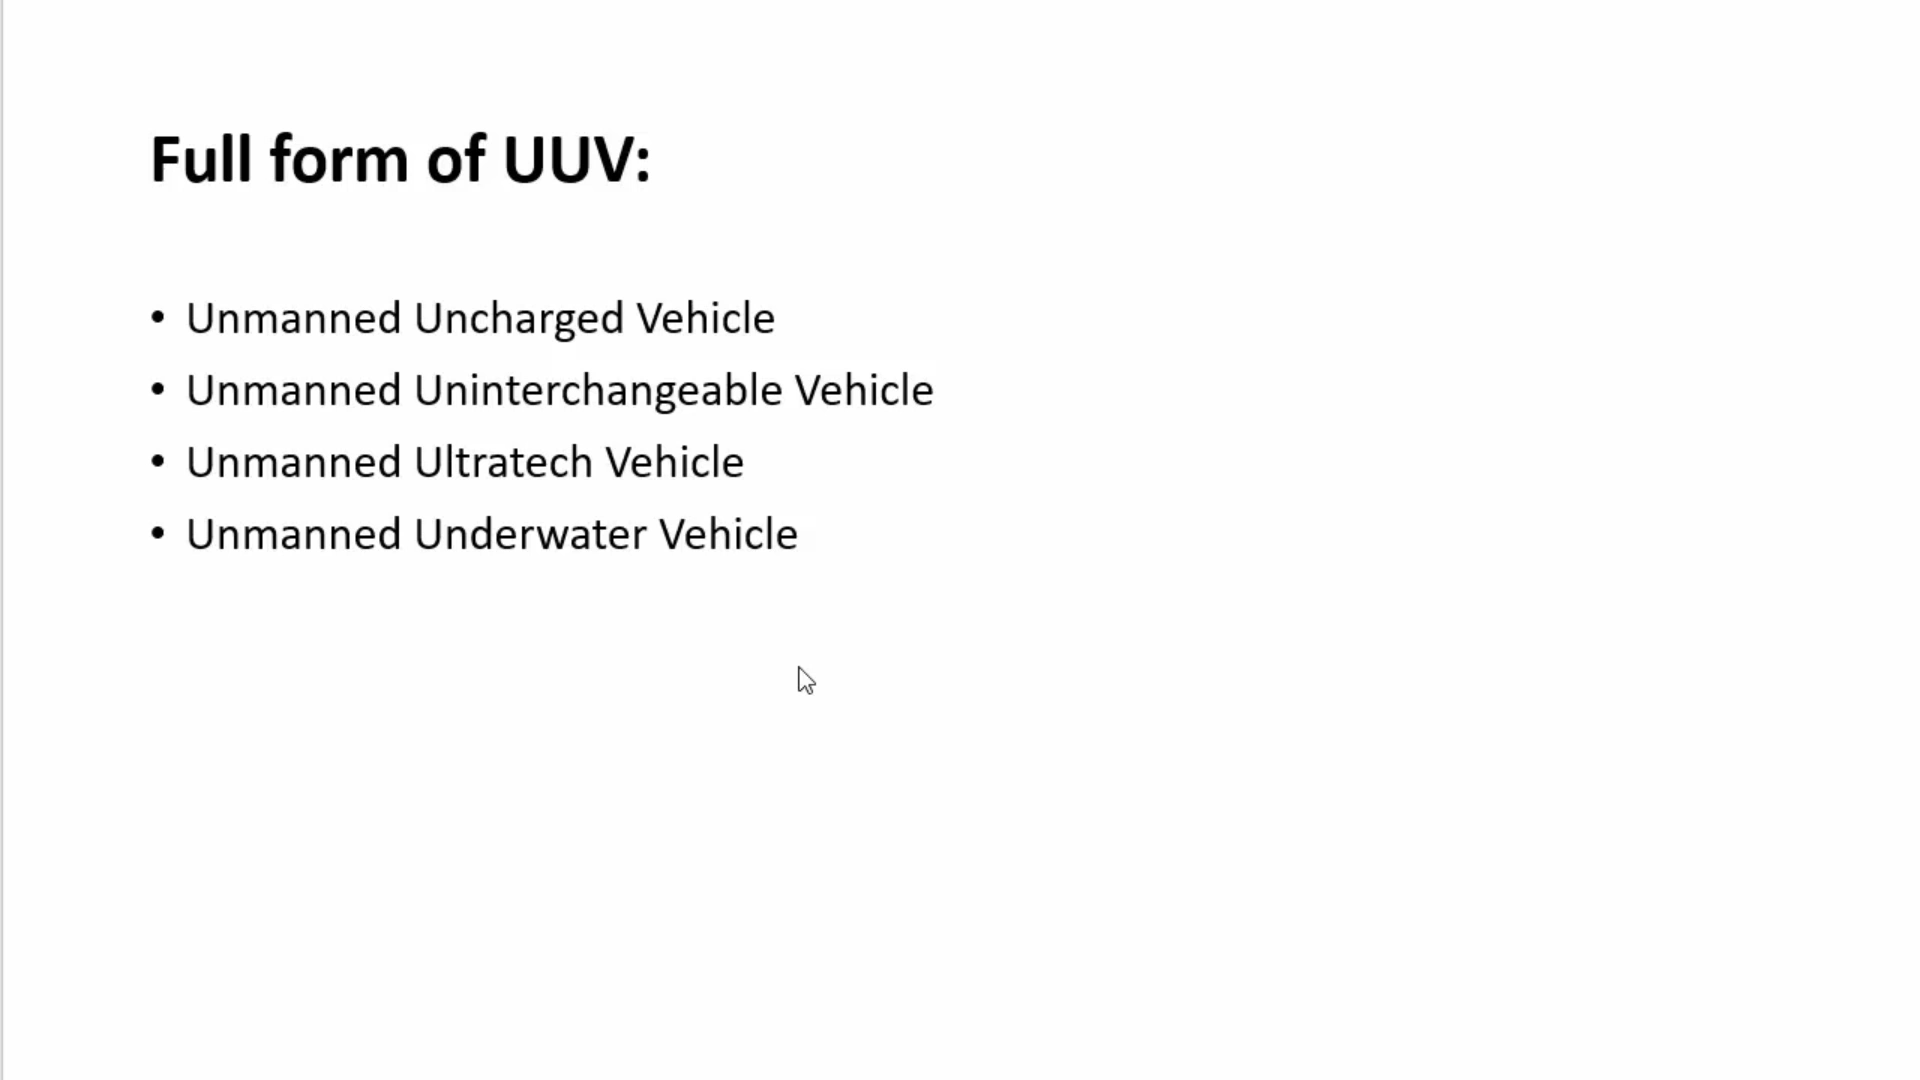 Full form of UUV:
• Unmanned Uncharged Vehicle
• Unmanned Uninterchangeable Vehicle
• Unmanned Ultratech Vehicle
• Unmanned Underwater Vehicle